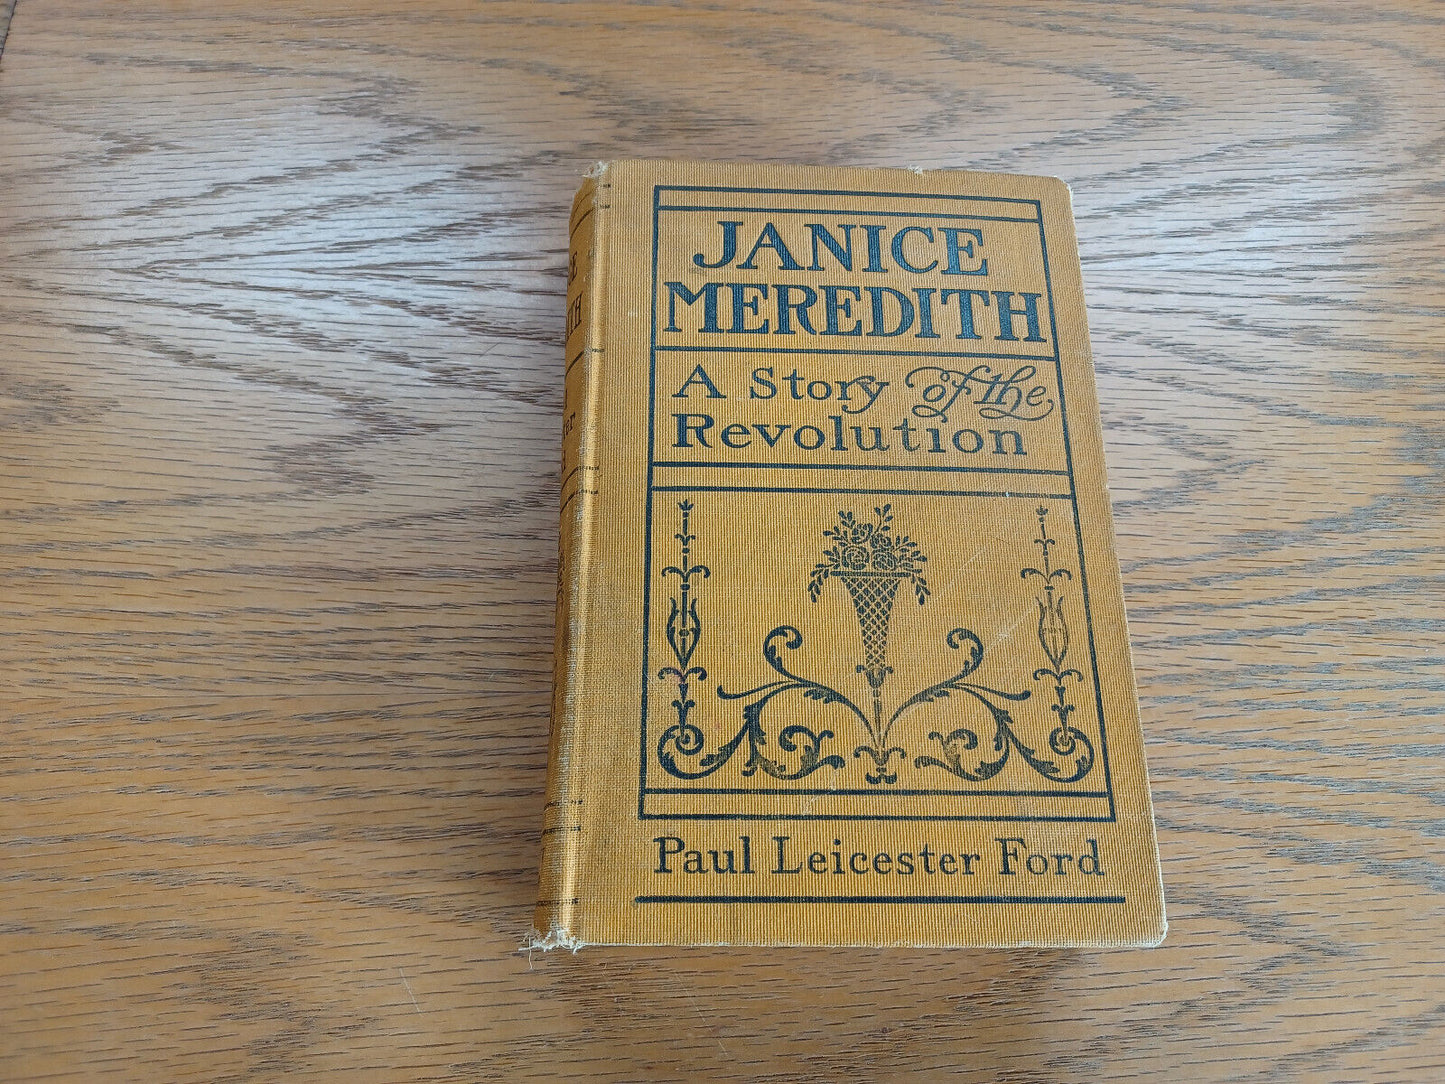 JANICE
MEREDITH
A Story of the
Revolution
Paul Leicester Ford